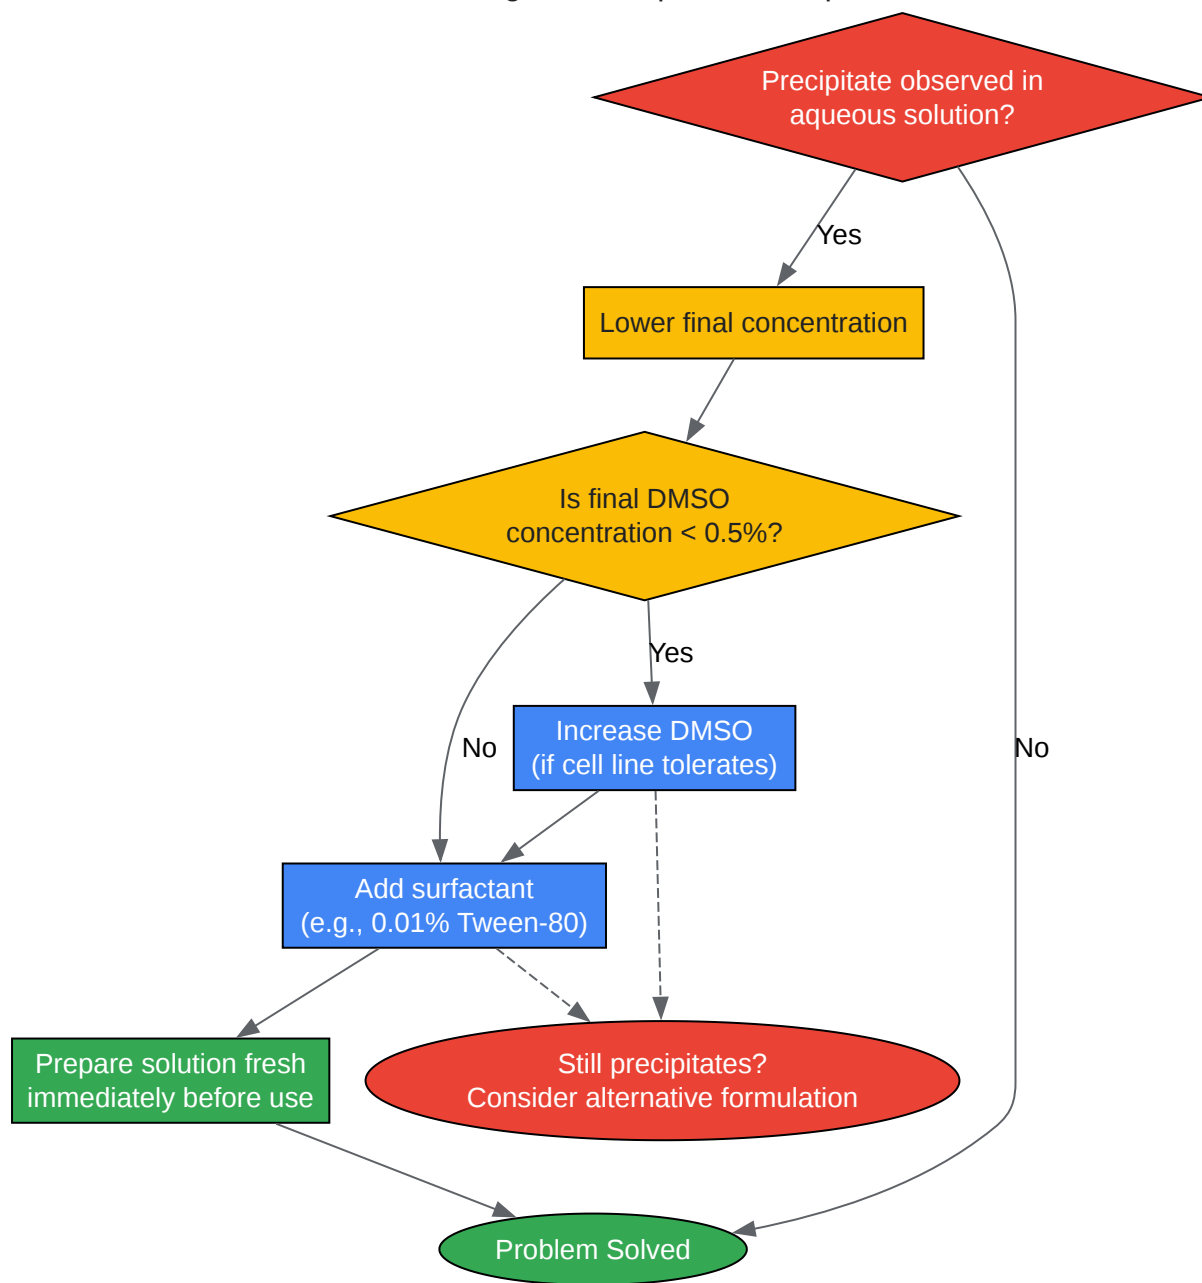 Precipitate observed in
aqueous solution?
Yes
Lower final concentration
Is final DMSO
concentration < 0.5%?
Yes
Increase DMSO
(if cell line tolerates)
No
No
Add surfactant
(e.g., 0.01% Tween-80)
Prepare solution fresh
immediately before use
Still precipitates?
Consider alternative formulation
Problem Solved